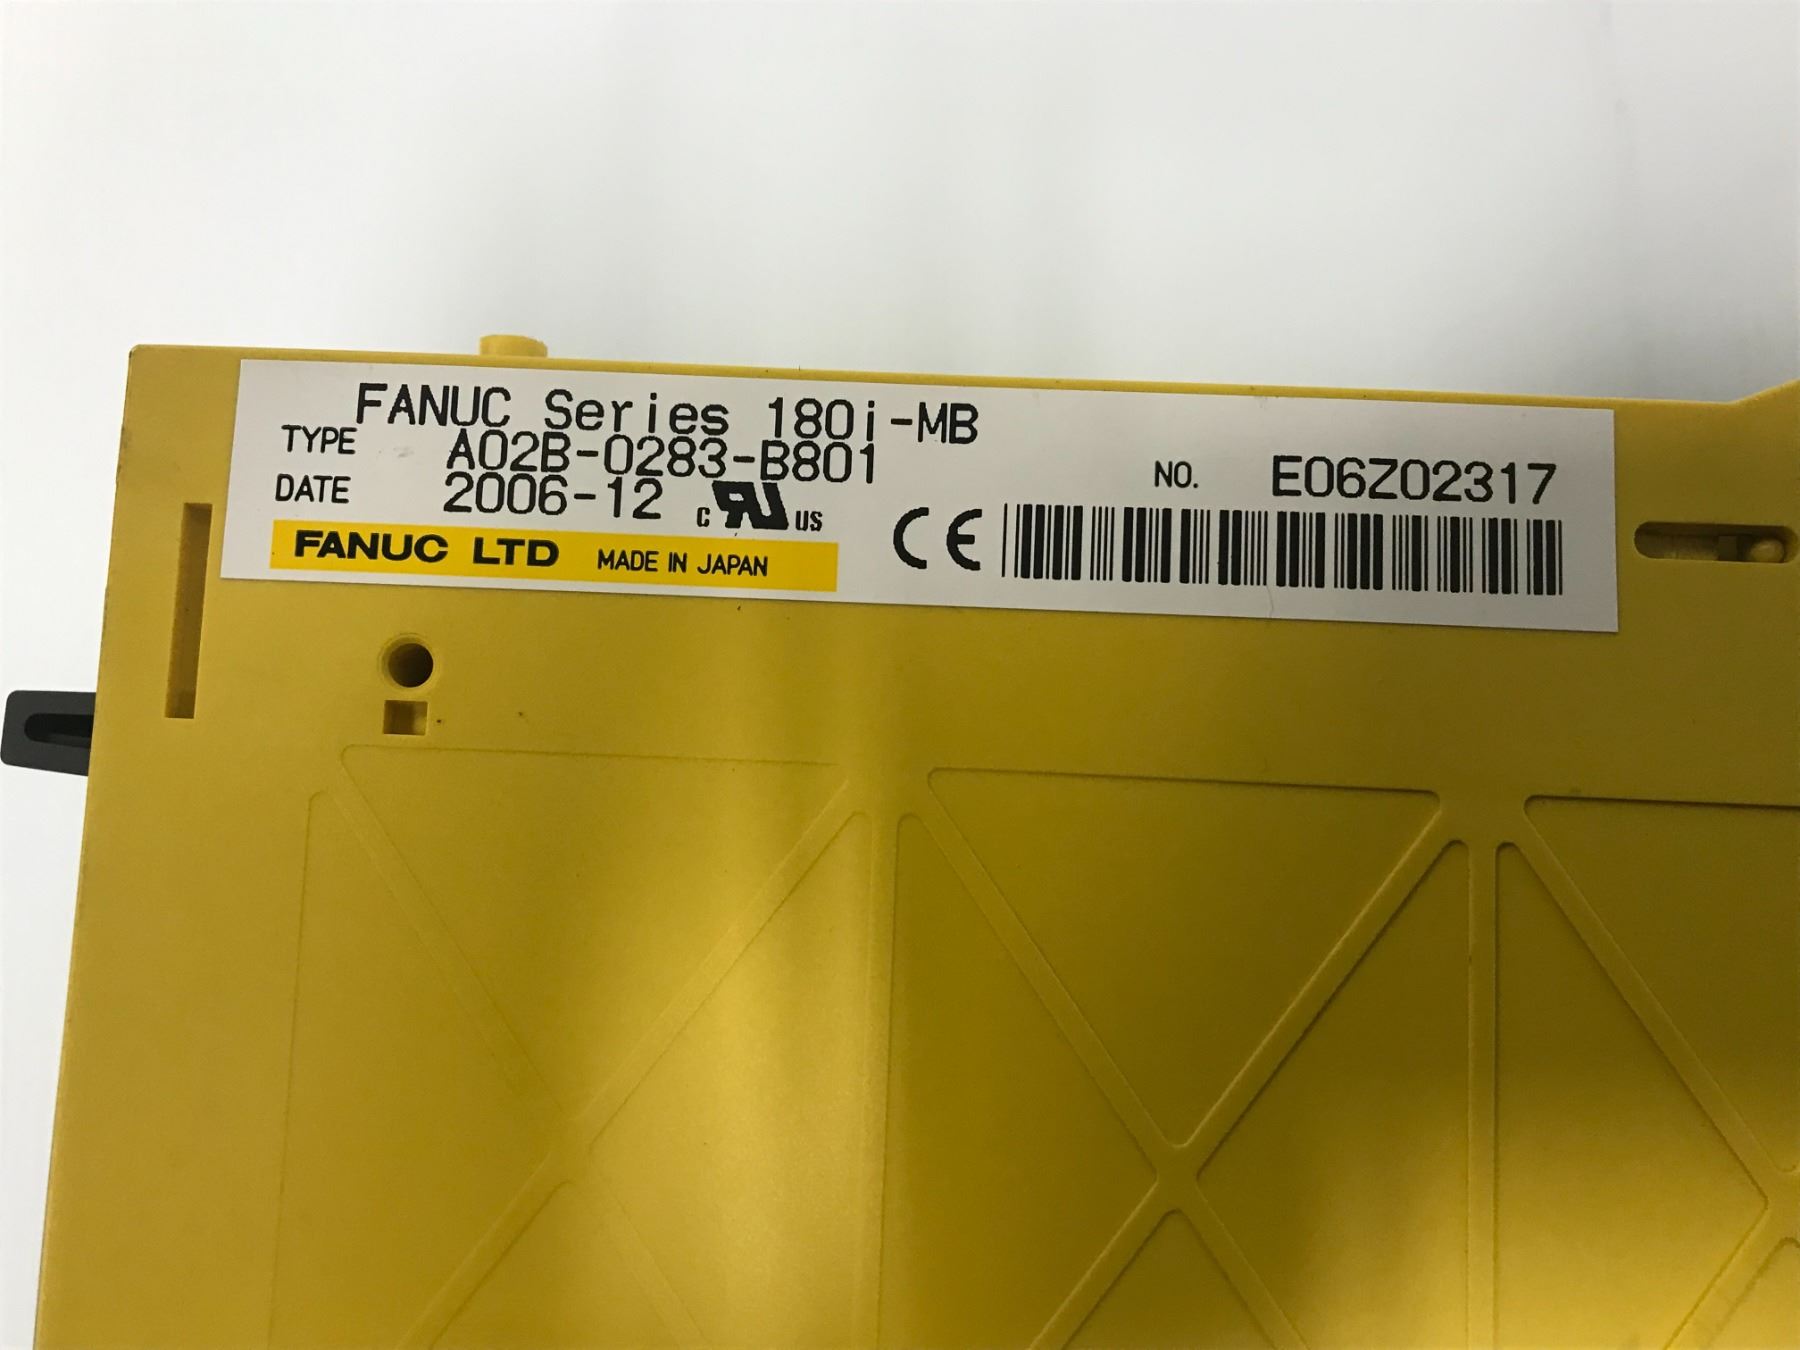 FANUC Series 180i-MB
TYPE A02B-0283-B801
DATE 2006-12 c RU us
FANUC LTD MADE IN JAPAN
NO. E06Z02317
CE